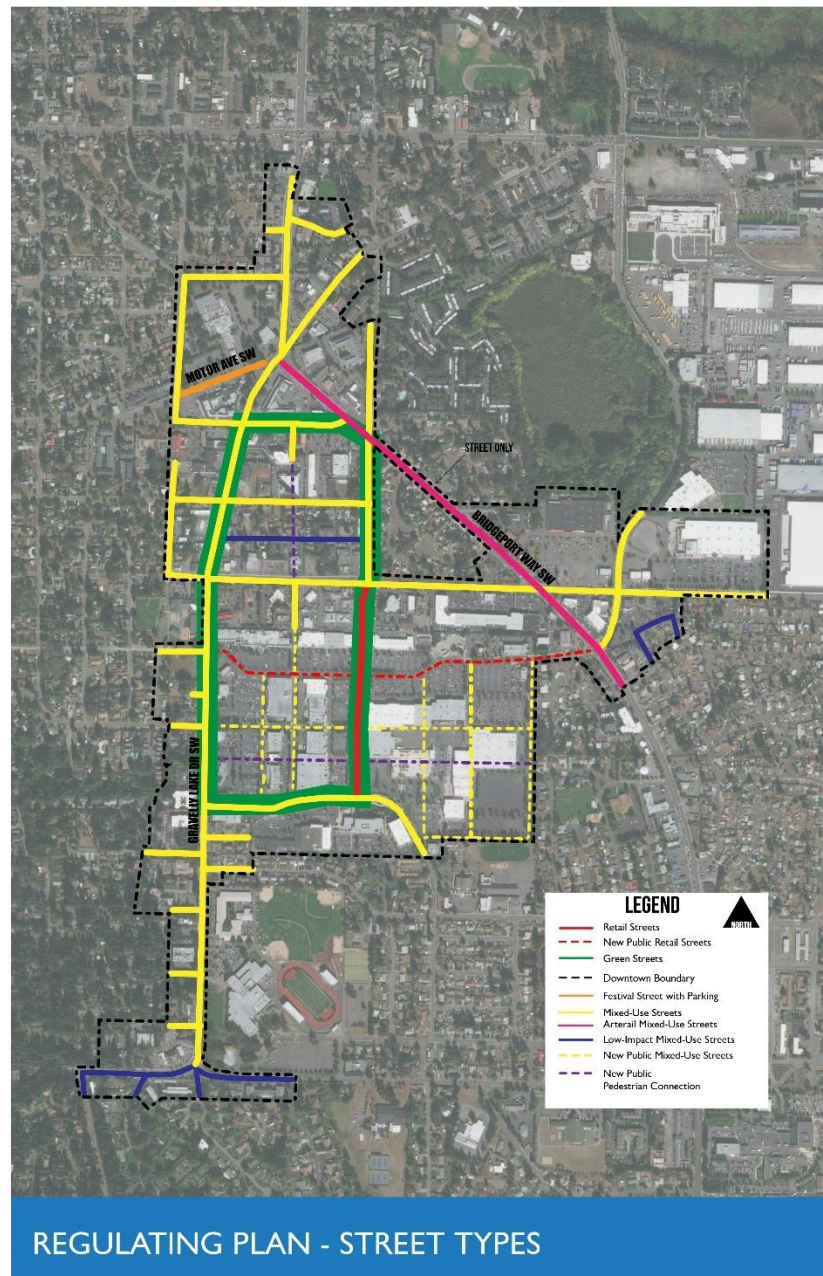 MOTOR AVE SW
STREET ONLY
BRIDGEPORT WAY SW
GRAVELLY LAKE DR SW
LEGEND
NORTH
Retail Streets
New Public Retail Streets
Green Streets
Downtown Boundary
Festival Street with Parking
Mixed-Use Streets
Arterail Mixed-Use Streets
Low-Impact Mixed-Use Streets
New Public Mixed-Use Streets
New Public
Pedestrian Connection
REGULATING PLAN - STREET TYPES